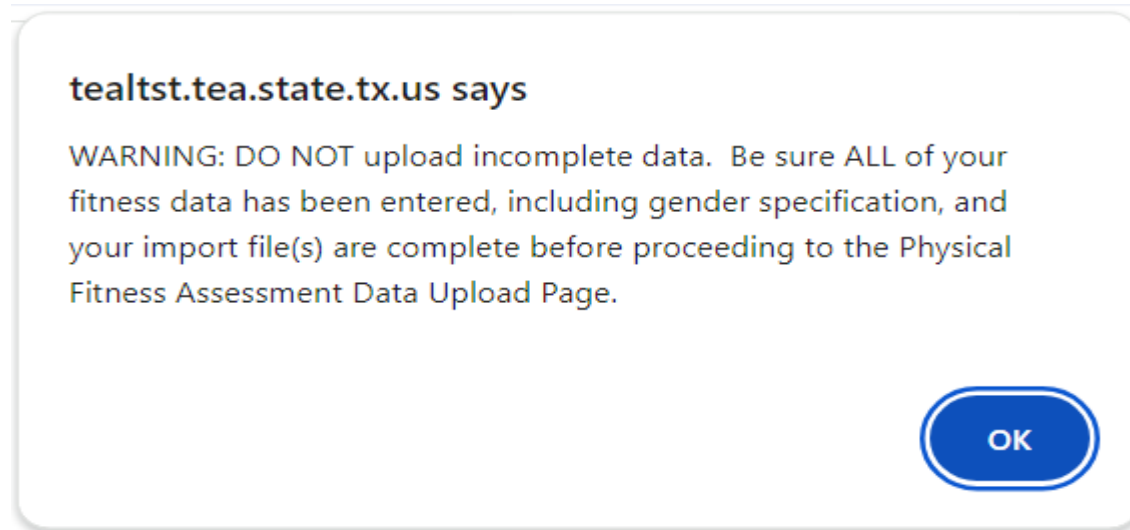 tealtst.tea.state.tx.us says
WARNING: DO NOT upload incomplete data.  Be sure ALL of your
fitness data has been entered, including gender specification, and
your import file(s) are complete before proceeding to the Physical
Fitness Assessment Data Upload Page.
OK